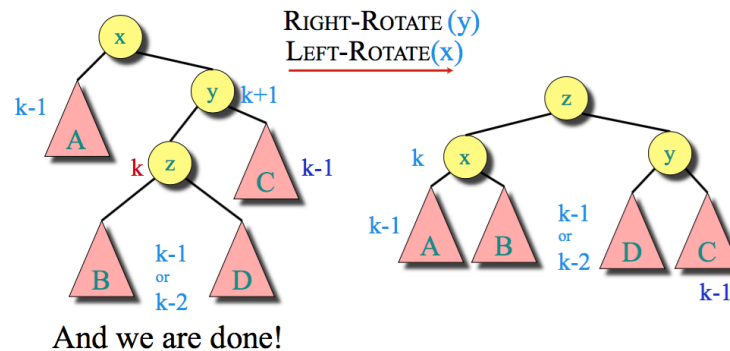 RIGHT-ROTATE (y)
LEFT-ROTATE(x)
x
k-1
A
y
k+1
k
z
C
k-1
B
k-1
or
k-2
D
And we are done!
z
k
x
y
k-1
A
B
k-1
or
k-2
D
C
k-1